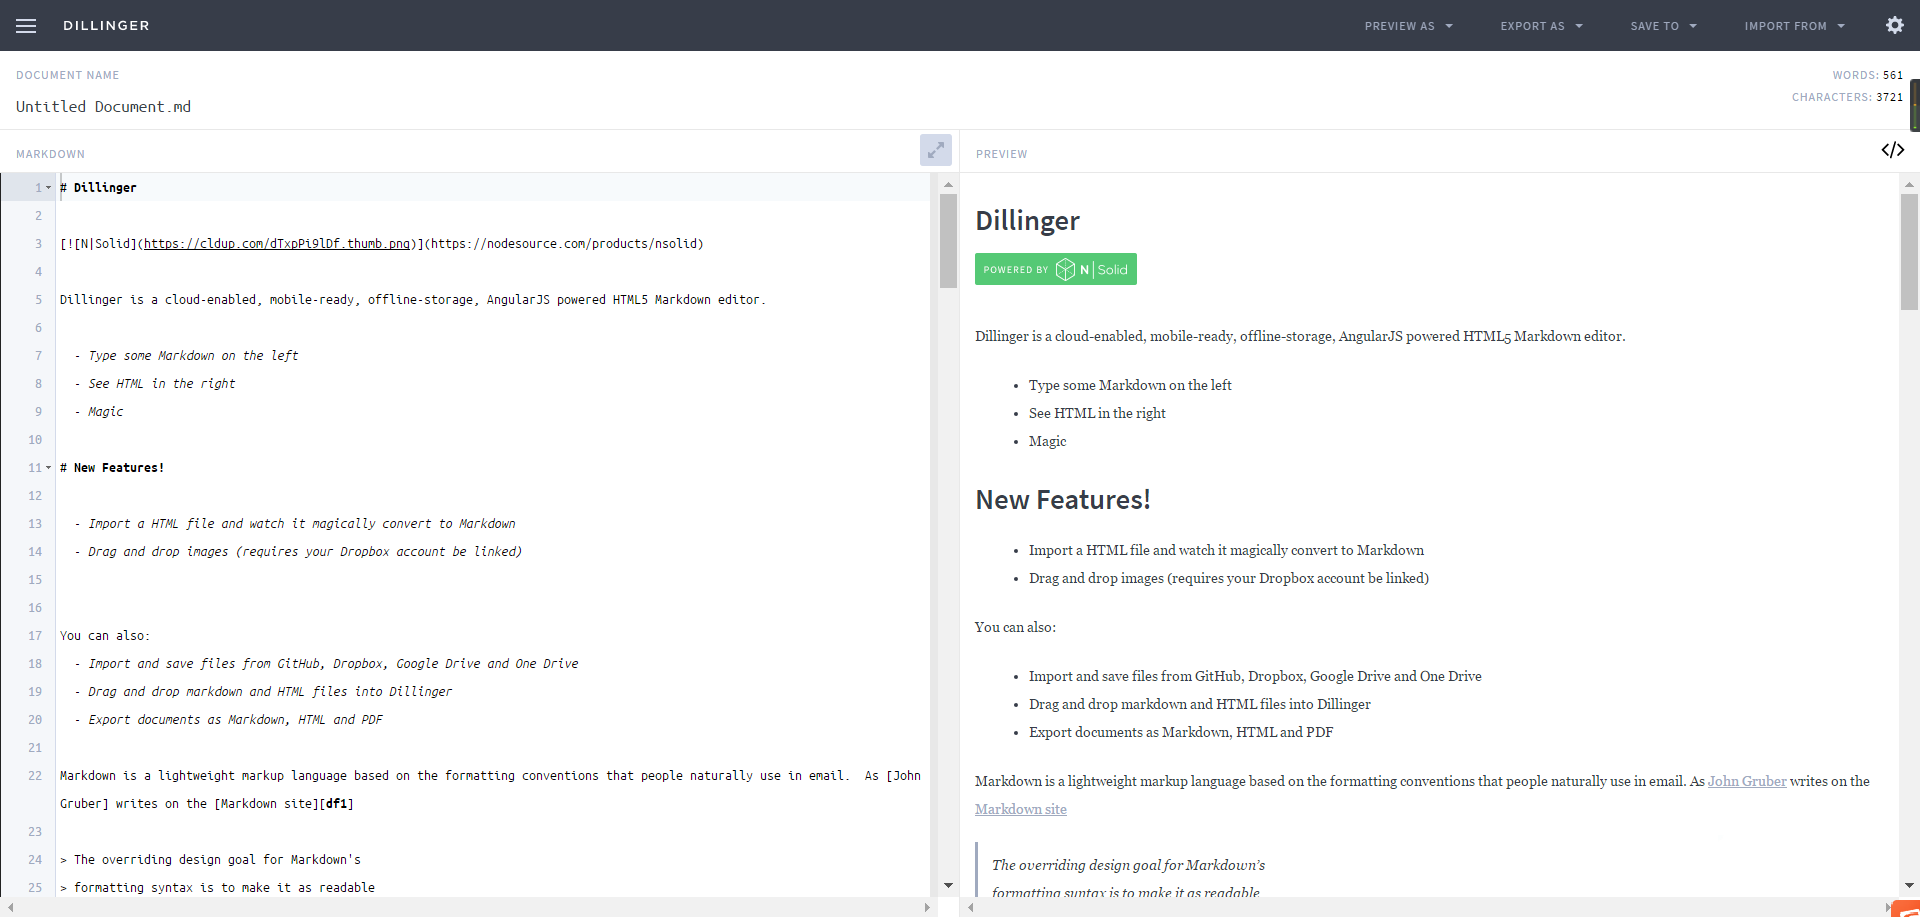 DILLINGER
PREVIEW AS
EXPORT AS
SAVE TO
IMPORT FROM
DOCUMENT NAME
WORDS: 561
Untitled Document.md
CHARACTERS: 3721
MARKDOWN
1 # Dillinger
2
3 [![N|Solid](https://cldup.com/dTxpPi9lDf.thumb.png)](https://nodesource.com/products/nsolid)
4
5 Dillinger is a cloud-enabled, mobile-ready, offline-storage, AngularJS powered HTML5 Markdown editor.
6
7 - Type some Markdown on the left
8 - See HTML in the right
9 - Magic
10
11 # New Features!
12
13 - Import a HTML file and watch it magically convert to Markdown
14 - Drag and drop images (requires your Dropbox account be linked)
15
16
17 You can also:
18 - Import and save files from GitHub, Dropbox, Google Drive and One Drive
19 - Drag and drop markdown and HTML files into Dillinger
20 - Export documents as Markdown, HTML and PDF
21
22 Markdown is a lightweight markup language based on the formatting conventions that people naturally use in email.  As [John
Gruber] writes on the [Markdown site][df1]
23
24 > The overriding design goal for Markdown's
25 > formatting syntax is to make it as readable
PREVIEW
</>
Dillinger
POWERED BY N|Solid
Dillinger is a cloud-enabled, mobile-ready, offline-storage, AngularJS powered HTML5 Markdown editor.
• Type some Markdown on the left
• See HTML in the right
• Magic
New Features!
• Import a HTML file and watch it magically convert to Markdown
• Drag and drop images (requires your Dropbox account be linked)
You can also:
• Import and save files from GitHub, Dropbox, Google Drive and One Drive
• Drag and drop markdown and HTML files into Dillinger
• Export documents as Markdown, HTML and PDF
Markdown is a lightweight markup language based on the formatting conventions that people naturally use in email. As John Gruber writes on the
Markdown site
The overriding design goal for Markdown's
formatting syntax is to make it as readable